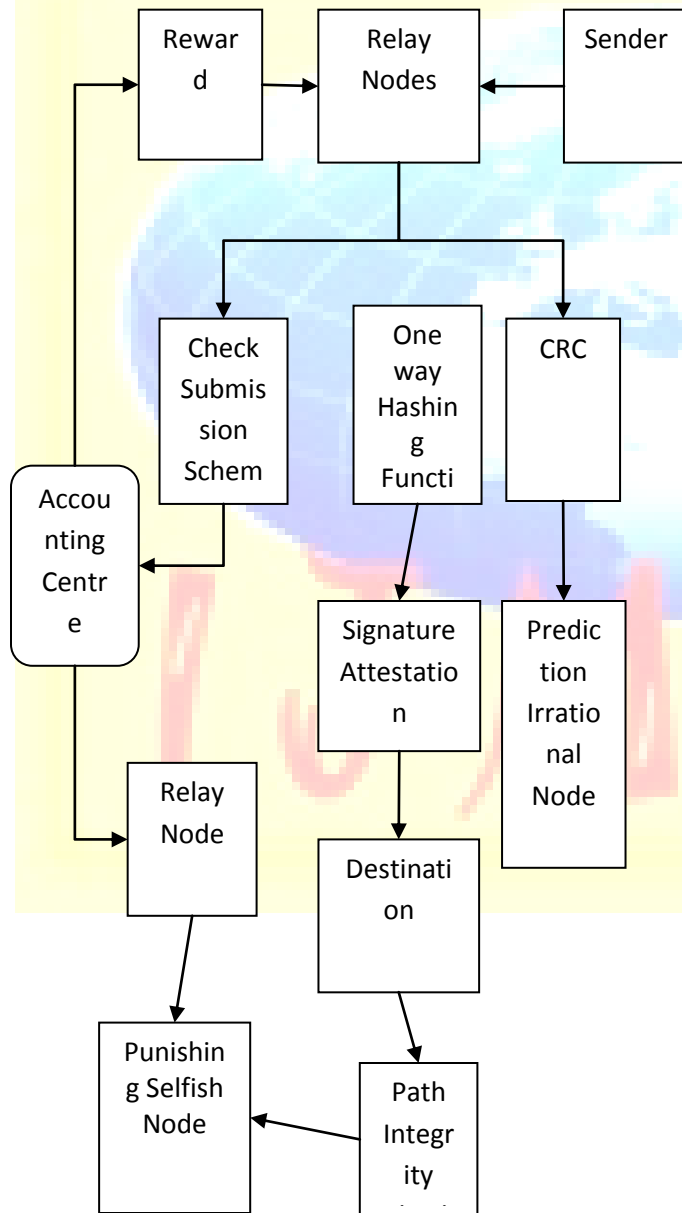 Rewar
d
Relay
Nodes
Sender
Check
Submis
sion
Schem
One
way
Hashin
g
Functi
CRC
Accou
nting
Centr
e
Signature
Attestatio
n
Predic
tion
Irratio
nal
Node
Relay
Node
Destinati
on
Punishin
g Selfish
Node
Path
Integr
ity